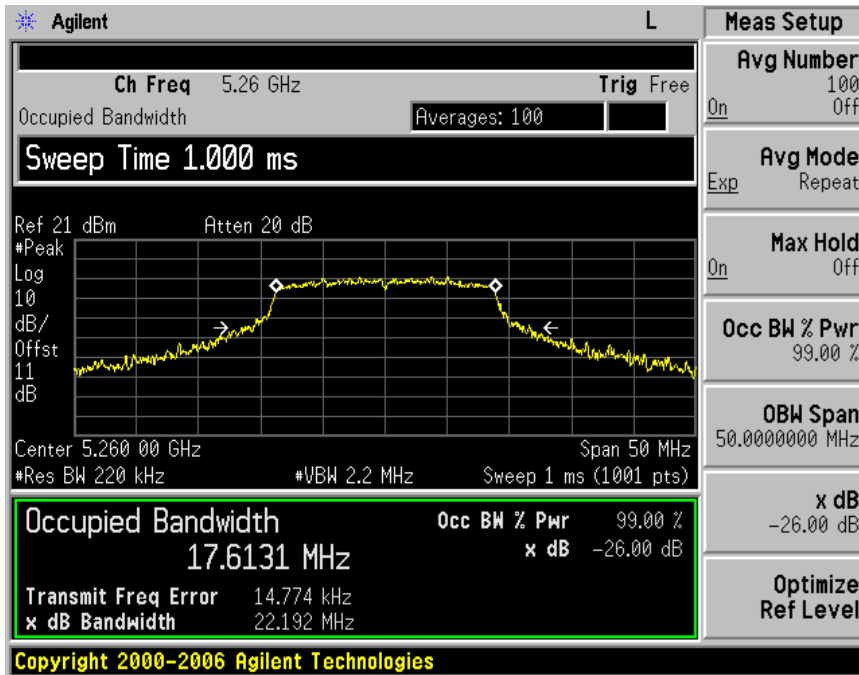 Agilent L
Ch Freq 5.26 GHz Trig Free
Occupied Bandwidth Averages: 100
Sweep Time 1.000 ms
Ref 21 dBm Atten 20 dB
#Peak
Log
10
dB/
Offst
11
dB
Center 5.260 00 GHz Span 50 MHz
#Res BW 220 kHz #VBW 2.2 MHz Sweep 1 ms (1001 pts)
Occupied Bandwidth Occ BW % Pwr 99.00 %
17.6131 MHz x dB -26.00 dB
Transmit Freq Error 14.774 kHz
x dB Bandwidth 22.192 MHz
Copyright 2000-2006 Agilent Technologies
Meas Setup
Avg Number
100
On Off
Avg Mode
Exp Repeat
Max Hold
On Off
Occ BW % Pwr
99.00 %
OBW Span
50.0000000 MHz
x dB
-26.00 dB
Optimize
Ref Level